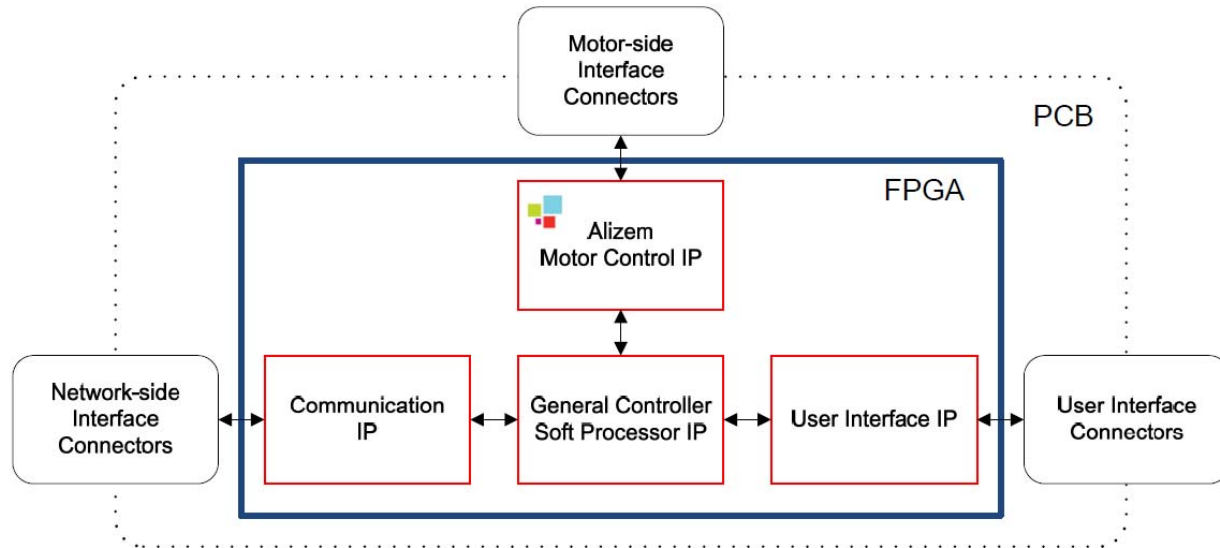 Motor-side
Interface
Connectors
PCB
FPGA
Alizem
Motor Control IP
Network-side
Interface
Connectors
Communication
IP
General Controller
Soft Processor IP
User Interface IP
User Interface
Connectors